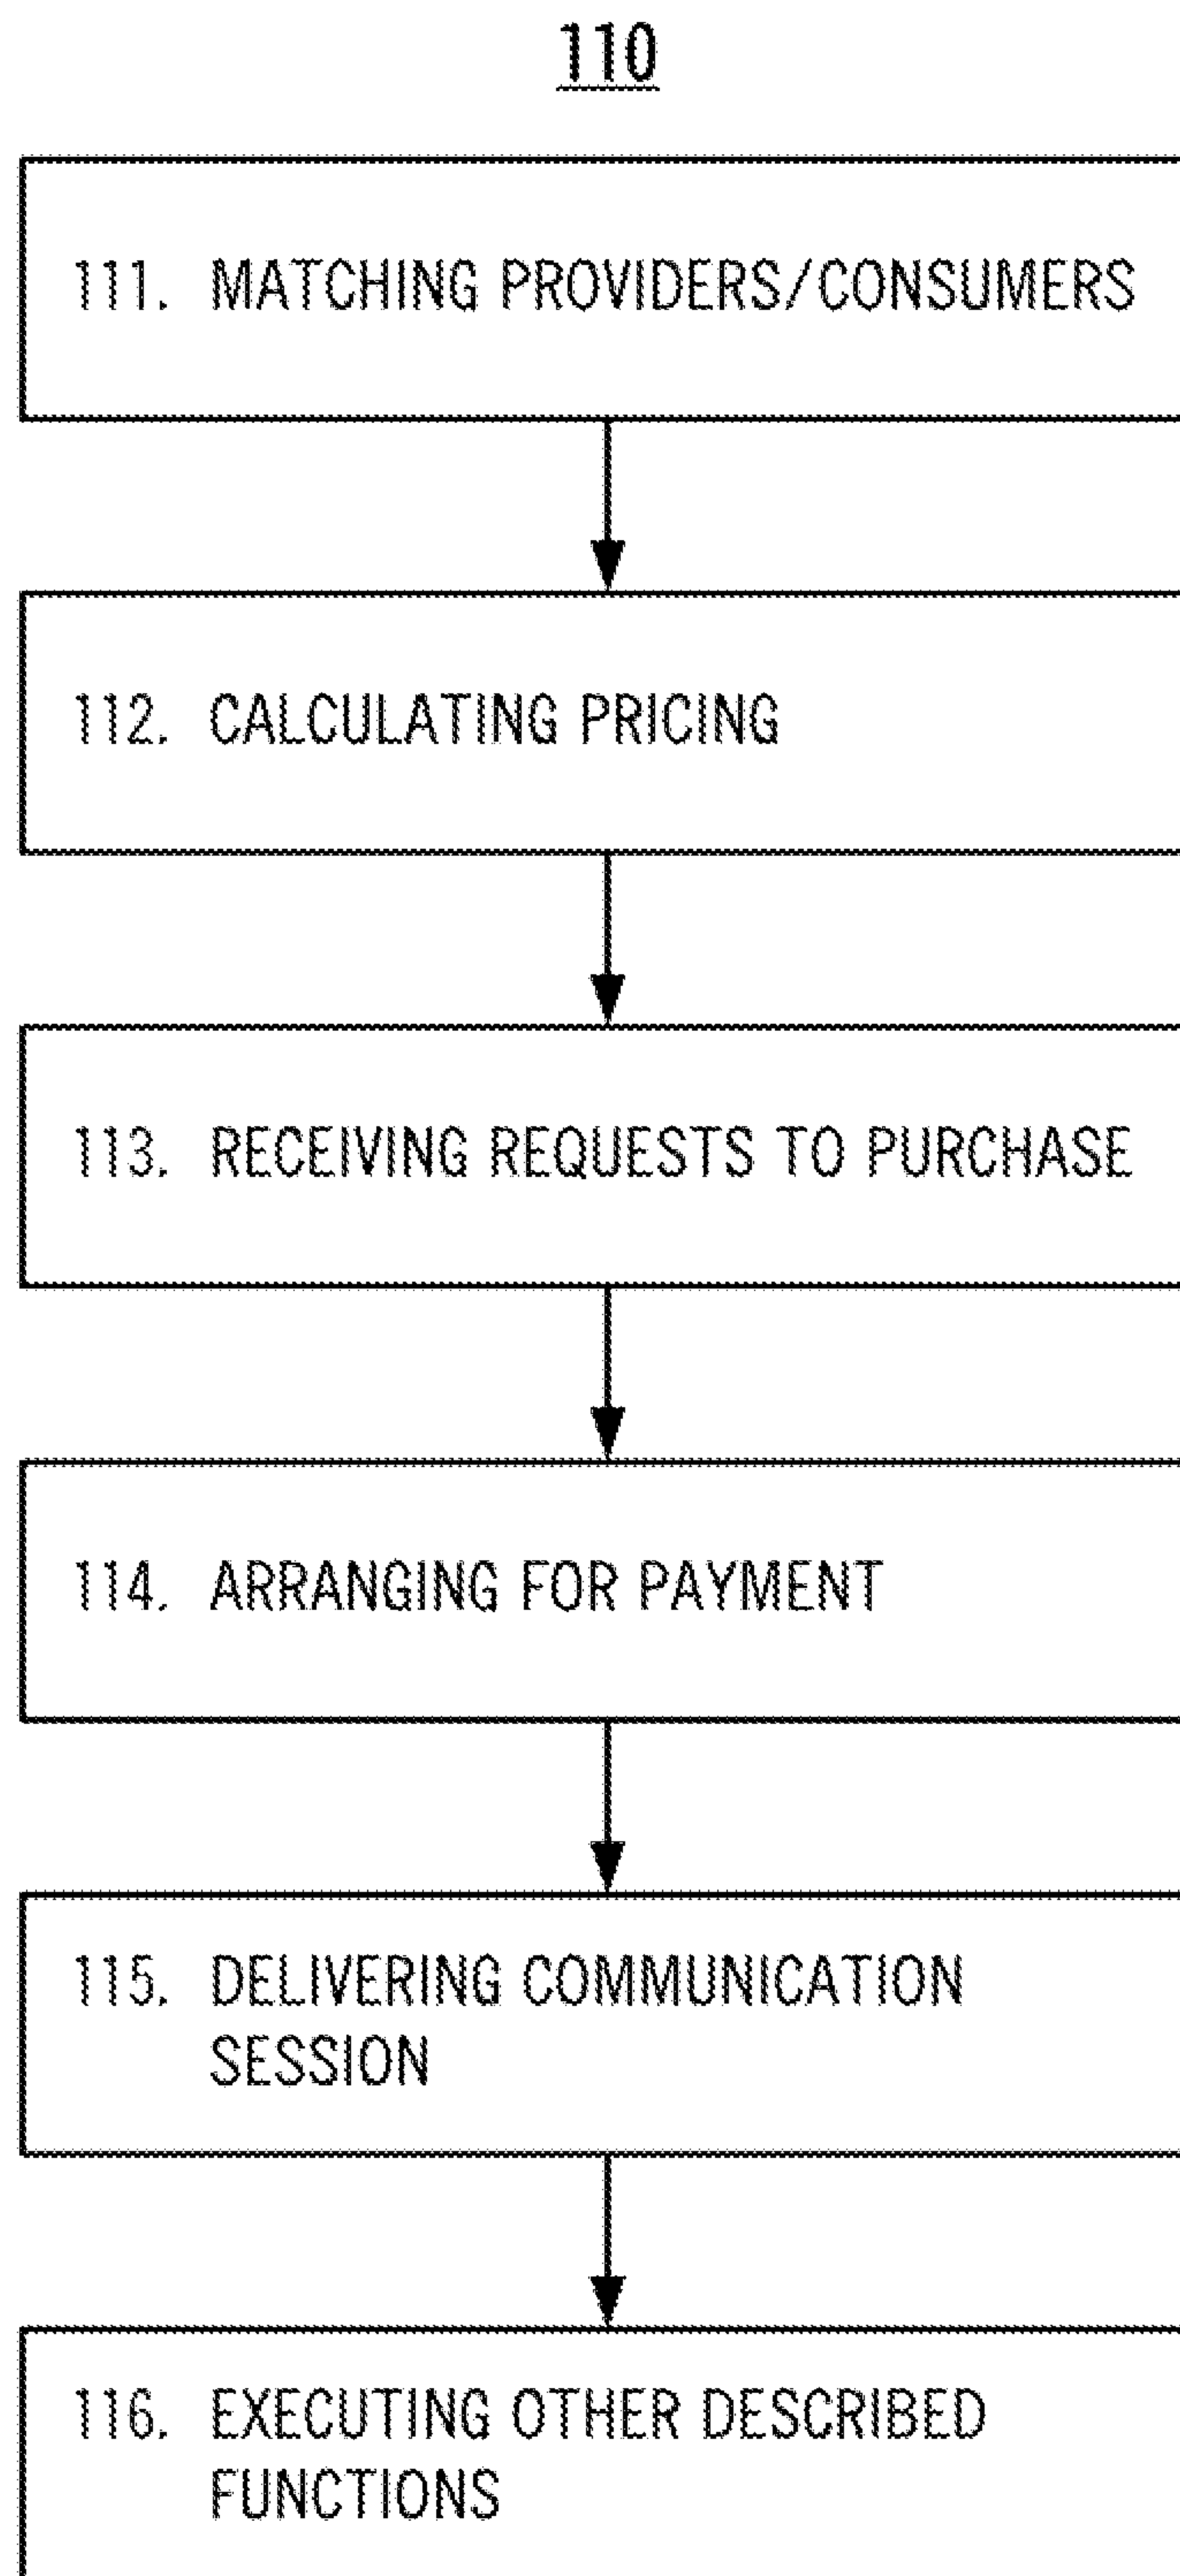 110
111. MATCHING PROVIDERS/CONSUMERS
112. CALCULATING PRICING
113. RECEIVING REQUESTS TO PURCHASE
114. ARRANGING FOR PAYMENT
115. DELIVERING COMMUNICATION
SESSION
116. EXECUTING OTHER DESCRIBED
FUNCTIONS